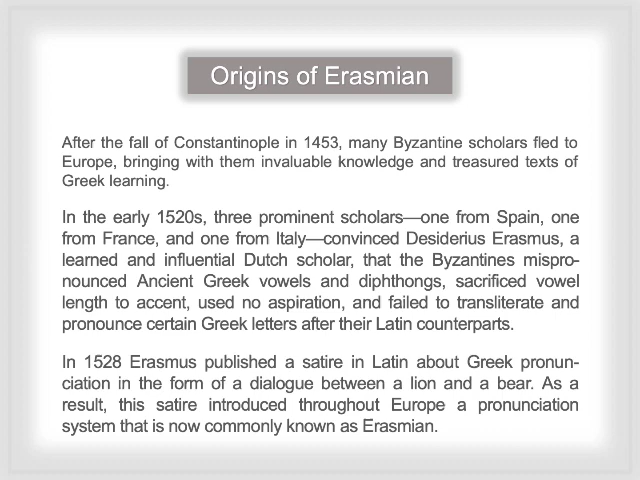 Origins of Erasmian
After the fall of Constantinople in 1453, many Byzantine scholars fled to
Europe, bringing with them invaluable knowledge and treasured texts of
Greek learning.
In the early 1520s, three prominent scholars—one from Spain, one
from France, and one from Italy—convinced Desiderius Erasmus, a
learned and influential Dutch scholar, that the Byzantines mispro-
nounced Ancient Greek vowels and diphthongs, sacrificed vowel
length to accent, used no aspiration, and failed to transliterate and
pronounce certain Greek letters after their Latin counterparts.
In 1528 Erasmus published a satire in Latin about Greek pronun-
ciation in the form of a dialogue between a lion and a bear. As a
result, this satire introduced throughout Europe a pronunciation
system that is now commonly known as Erasmian.